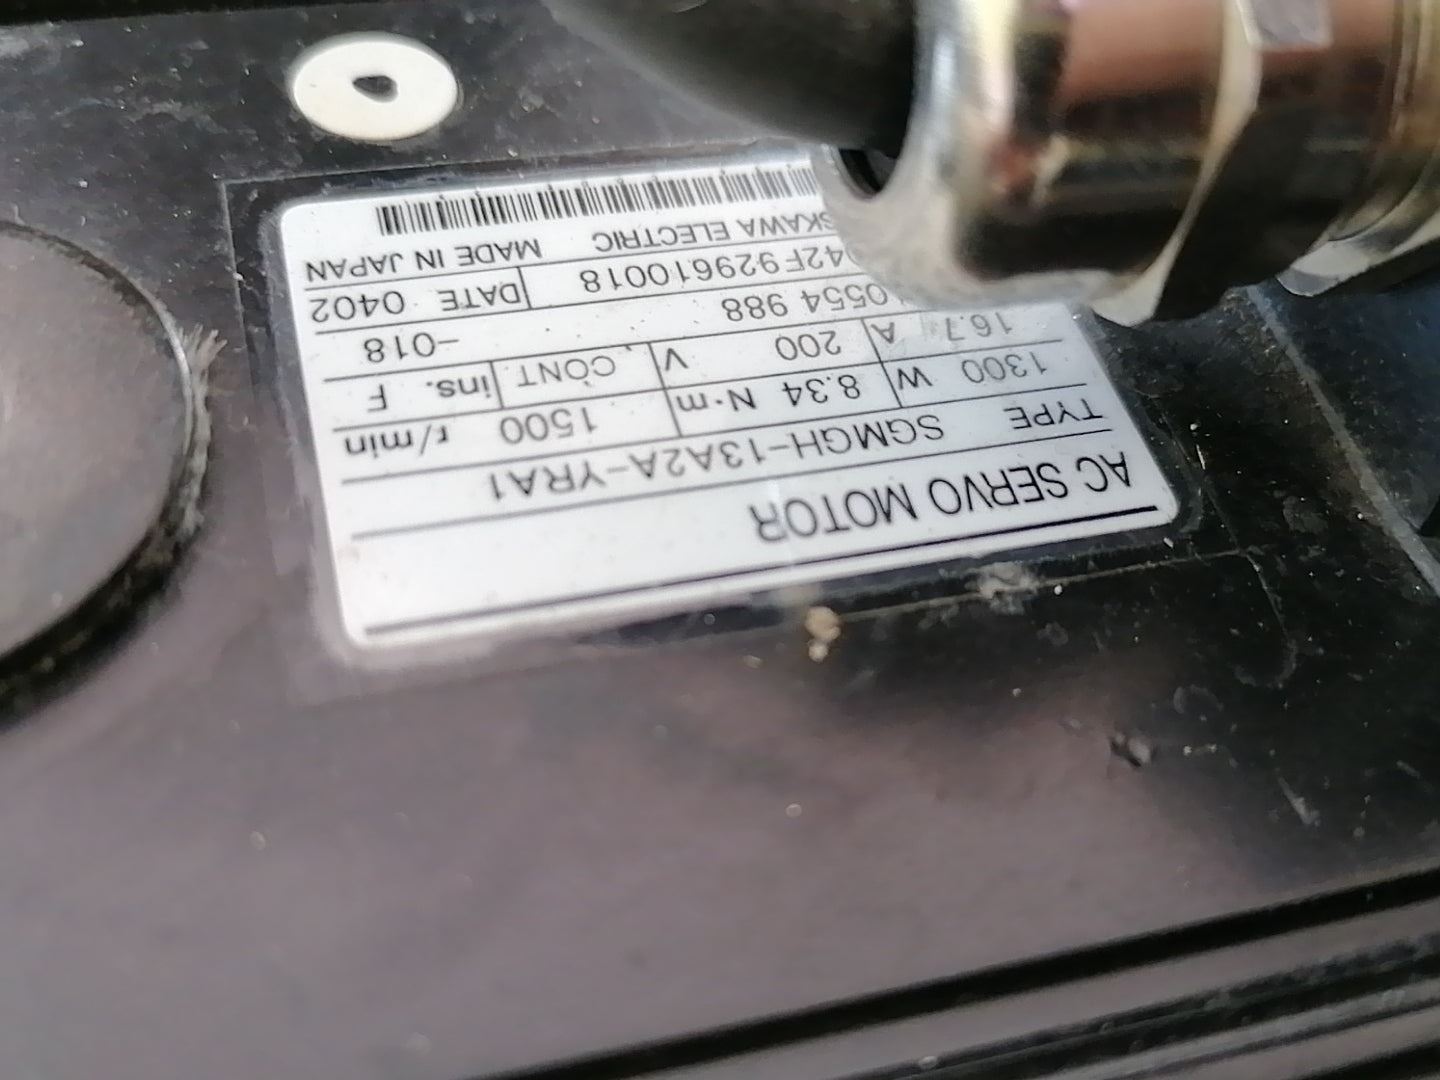 AC SERVO MOTOR
TYPE SGMGH-13A2A-YRA1
1300 W 8.34 N·m 1500 r/min
16.7 A 200 V CONT. ins. F
0554 988 -018
042F929610018 DATE 0402
SKAWA ELECTRIC MADE IN JAPAN